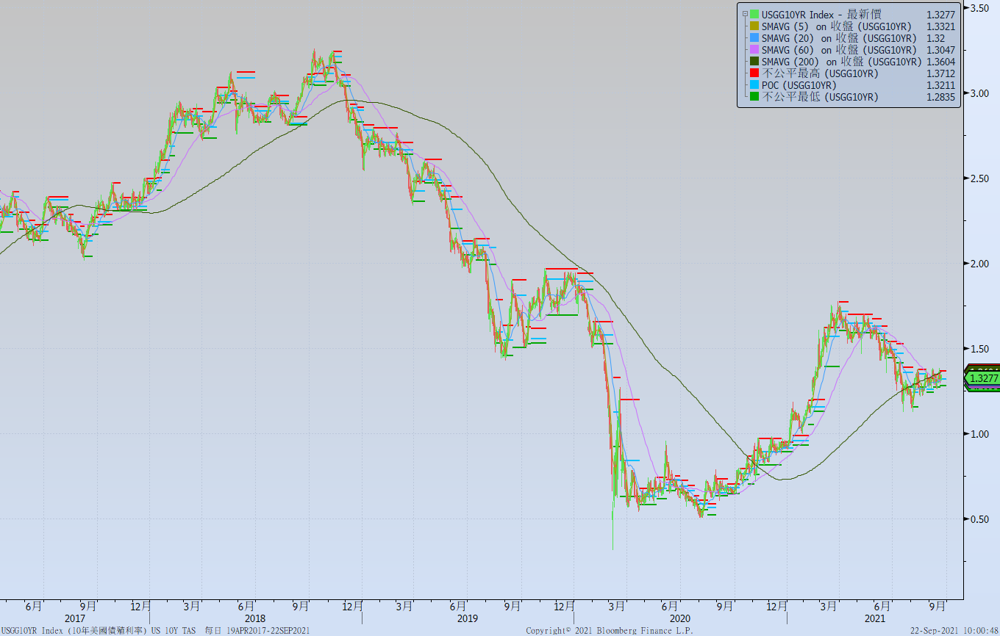 USGG10YR Index - 最新價 1.3277
SMAVG (5) on 收盤 (USGG10YR) 1.3321
SMAVG (20) on 收盤 (USGG10YR) 1.32
SMAVG (60) on 收盤 (USGG10YR) 1.3047
SMAVG (200) on 收盤 (USGG10YR) 1.3604
不公平最高 (USGG10YR) 1.3712
POC (USGG10YR) 1.3211
不公平最低 (USGG10YR) 1.2835
3.50
3.00
2.50
2.00
1.50
1.3277
1.00
0.50
6月 9月 12月 3月 6月 9月 12月 3月 6月 9月 12月 3月 6月 9月 12月 3月 6月 9月
2017 2018 2019 2020 2021
USGG10YR Index (10年美國債殖利率) US 10Y TAS 每日 19APR2017-22SEP2021 Copyright© 2021 Bloomberg Finance L.P. 22-Sep-2021 10:00:48